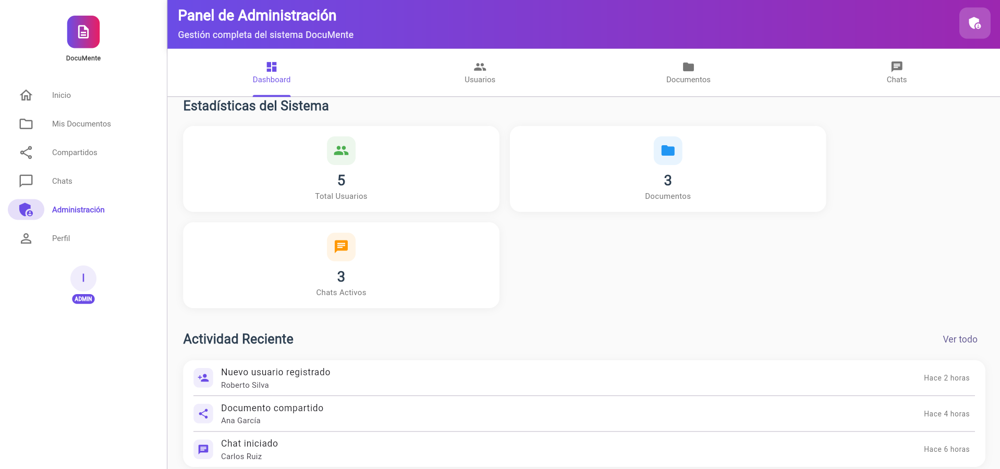 DocuMente
Inicio
Mis Documentos
Compartidos
Chats
Administración
Perfil
I
ADMIN
Panel de Administración
Gestión completa del sistema DocuMente
Dashboard
Usuarios
Documentos
Chats
Estadísticas del Sistema
5
Total Usuarios
3
Documentos
3
Chats Activos
Actividad Reciente
Ver todo
Nuevo usuario registrado
Roberto Silva
Hace 2 horas
Documento compartido
Ana García
Hace 4 horas
Chat iniciado
Carlos Ruiz
Hace 6 horas